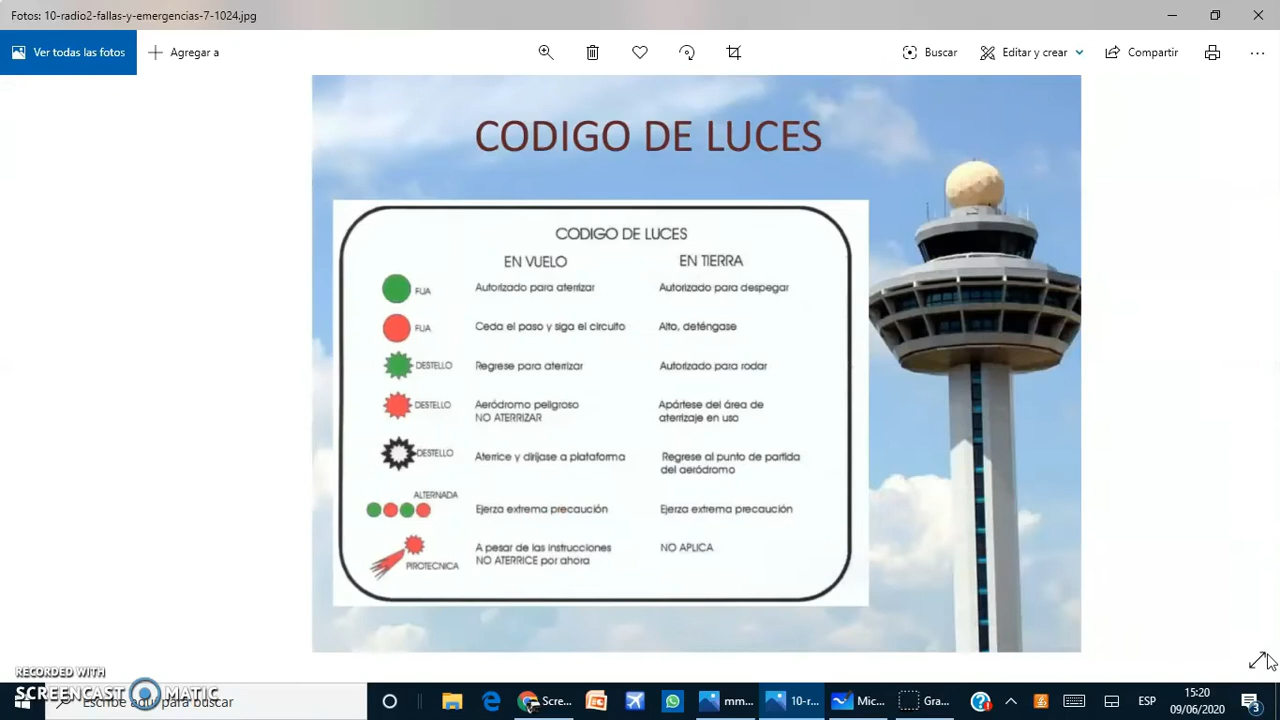 Fotos: 10-radio2-fallas-y-emergencias-7-1024.jpg
Ver todas las fotos
Agregar a
Buscar
Editar y crear
Compartir
CODIGO DE LUCES
CODIGO DE LUCES
EN VUELO EN TIERRA
FIJA Autorizado para aterrizar Autorizado para despegar
FIJA Ceda el paso y siga el circuito Alto, deténgase
DESTELLO Regrese para aterrizar Autorizado para rodar
DESTELLO Aeródromo peligroso Apártese del área de
NO ATERRIZAR aterrizaje en uso
DESTELLO Aterrice y diríjase a plataforma Regrese al punto de partida
del aeródromo
ALTERNADA
Ejerza extrema precaución Ejerza extrema precaución
A pesar de las instrucciones NO APLICA
PIROTECNICA NO ATERRICE por ahora
RECORDED WITH
SCREENCAST MATIC
Escribe aquí para buscar
Scre...
mm...
10-r...
Mic...
Gra...
ESP
15:20
09/06/2020
3